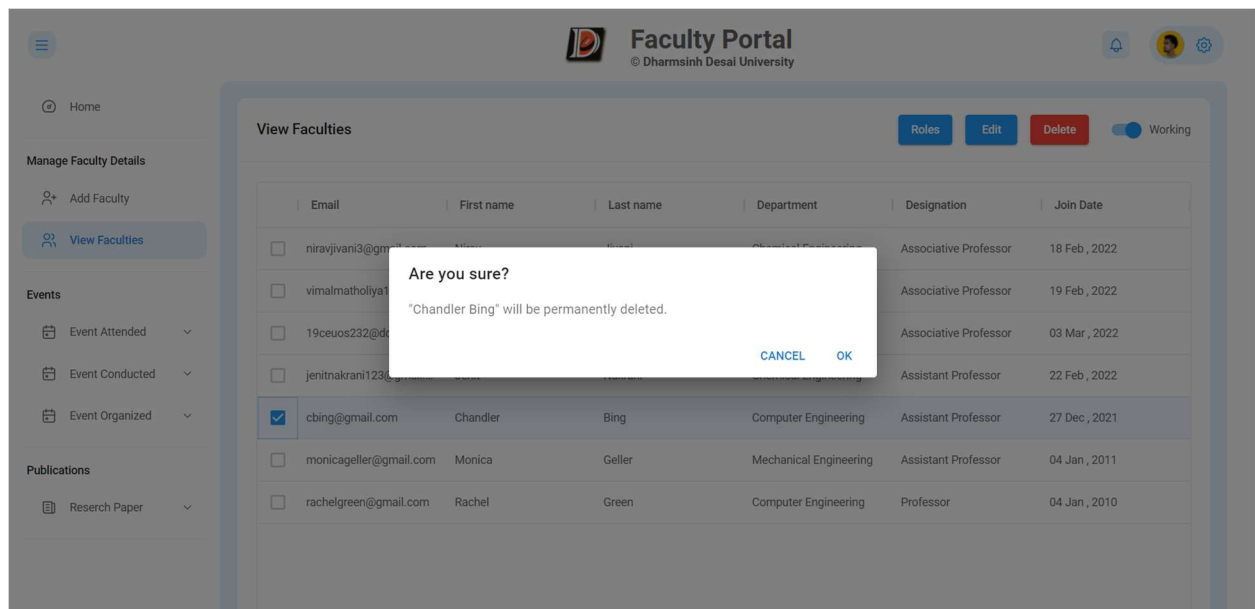 Faculty Portal
© Dharmsinh Desai University
Home
Manage Faculty Details
Add Faculty
View Faculties
Events
Event Attended
Event Conducted
Event Organized
Publications
Reserch Paper
View Faculties
Roles Edit Delete Working
Email First name Last name Department Designation Join Date
Associative Professor 18 Feb , 2022
Associative Professor 19 Feb , 2022
Associative Professor 03 Mar , 2022
Assistant Professor 22 Feb , 2022
cbing@gmail.com Chandler Bing Computer Engineering Assistant Professor 27 Dec , 2021
monicageller@gmail.com Monica Geller Mechanical Engineering Assistant Professor 04 Jan , 2011
rachelgreen@gmail.com Rachel Green Computer Engineering Professor 04 Jan , 2010
Are you sure?
"Chandler Bing" will be permanently deleted.
CANCEL OK